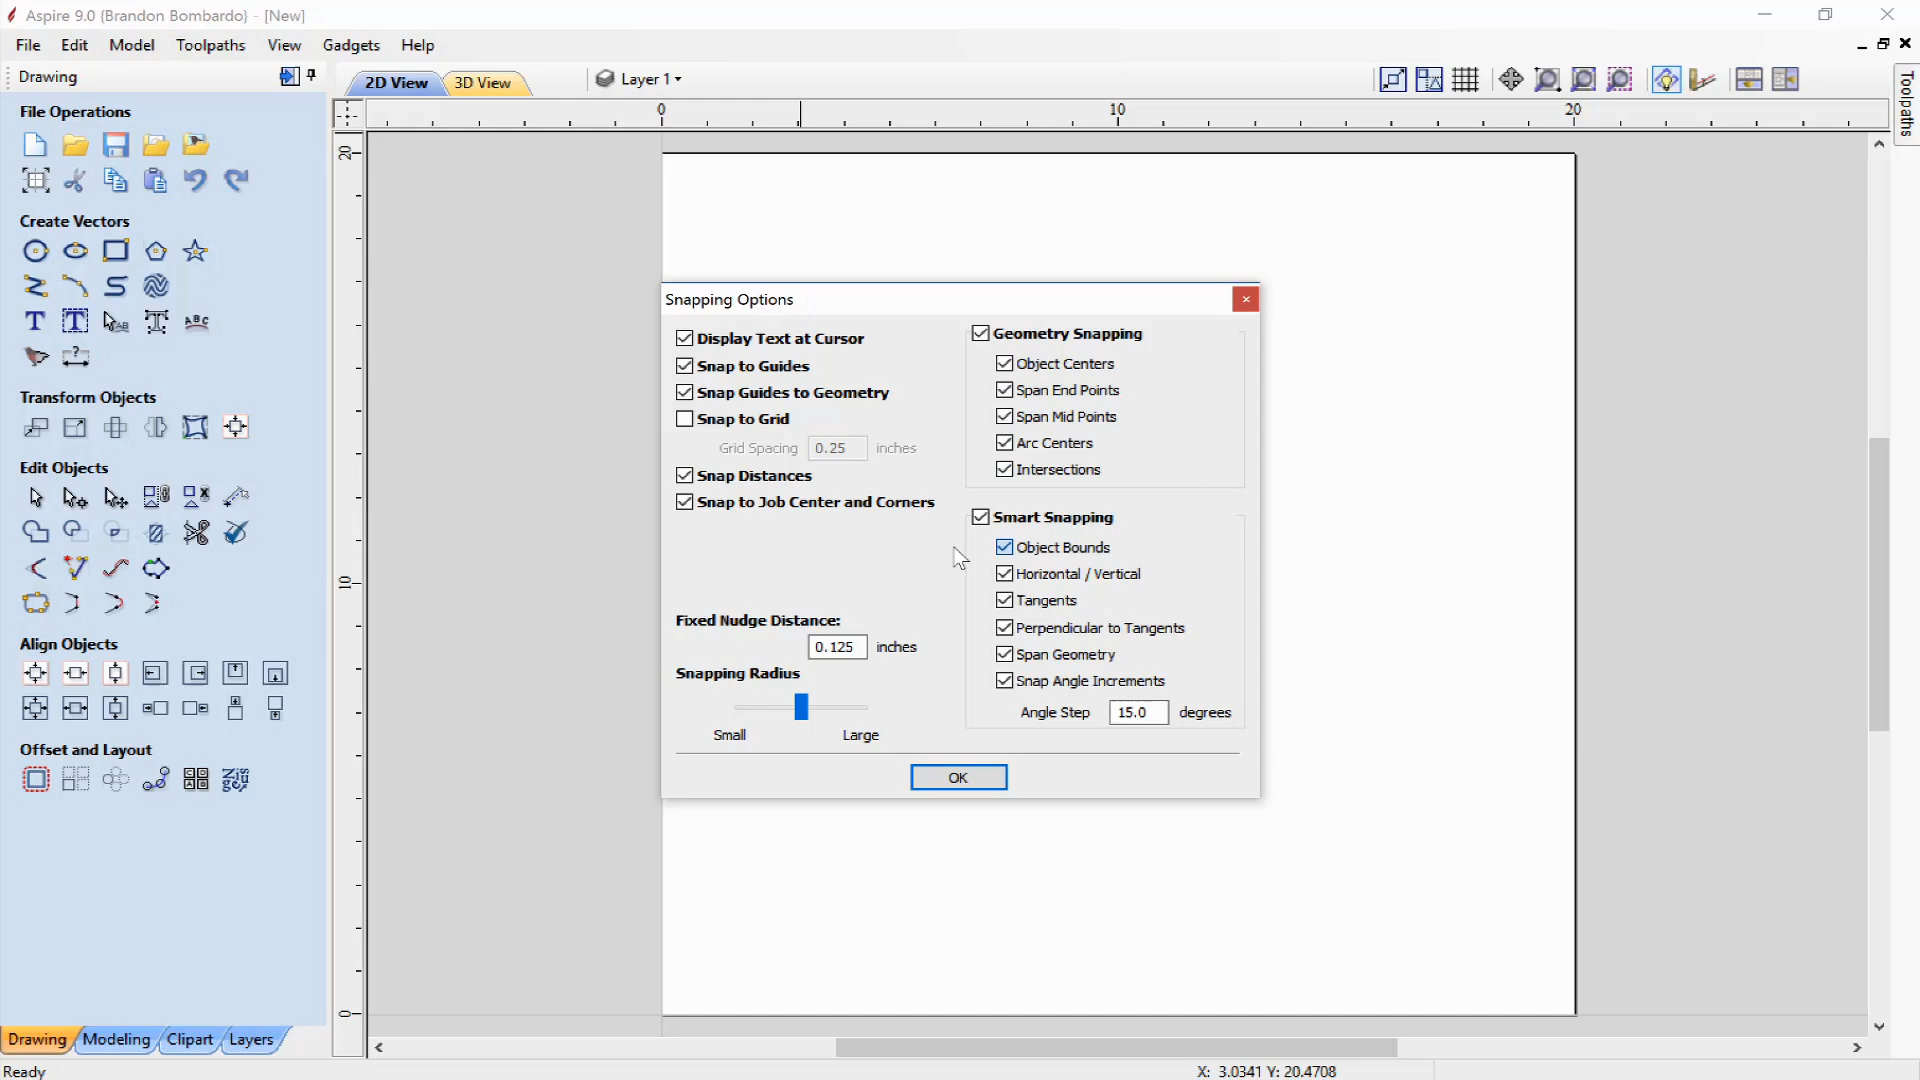 Aspire 9.0 {Brandon Bombardo} - [New]
File Edit Model Toolpaths View Gadgets Help
Drawing
2D View 3D View Layer 1
Toolpaths
File Operations
0 10 20
20
Create Vectors
T T T
ABC
Transform Objects
Edit Objects
Align Objects
Offset and Layout
10
0
Snapping Options
Display Text at Cursor
Snap to Guides
Snap Guides to Geometry
Snap to Grid
Grid Spacing 0.25 inches
Snap Distances
Snap to Job Center and Corners
Fixed Nudge Distance:
0.125 inches
Snapping Radius
Small Large
Geometry Snapping
Object Centers
Span End Points
Span Mid Points
Arc Centers
Intersections
Smart Snapping
Object Bounds
Horizontal / Vertical
Tangents
Perpendicular to Tangents
Span Geometry
Snap Angle Increments
Angle Step 15.0 degrees
OK
Drawing Modeling Clipart Layers
Ready
X: 3.0341 Y: 20.4708